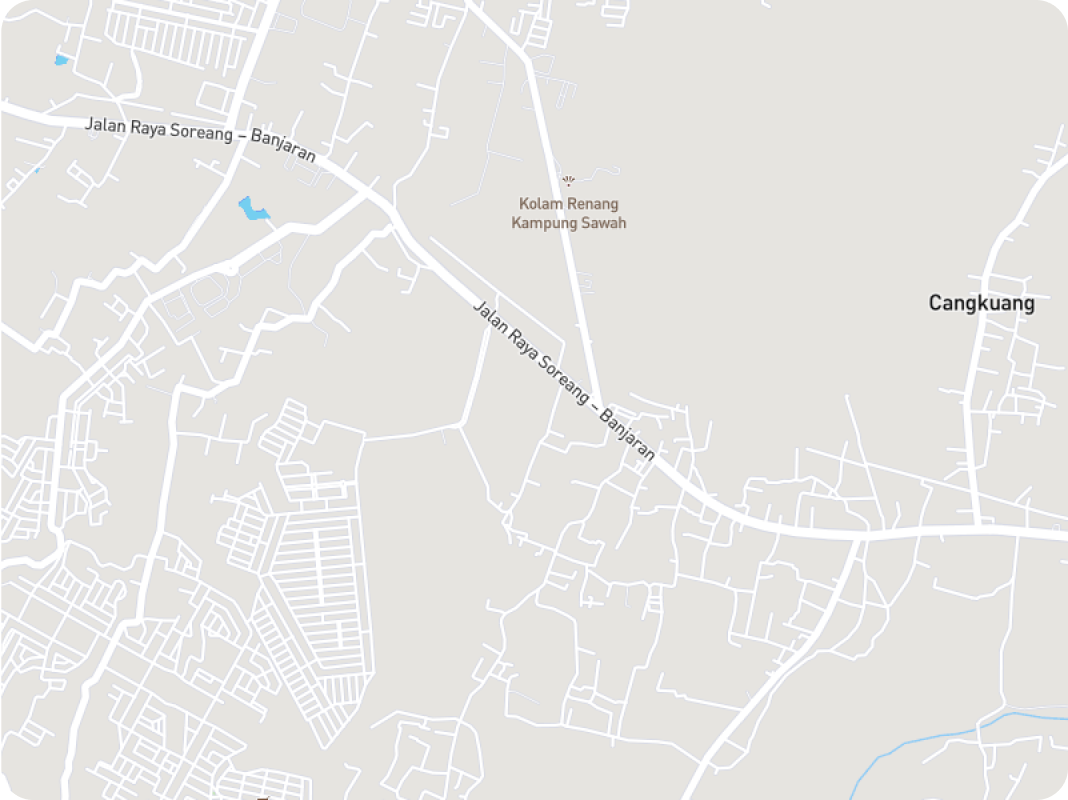 Jalan Raya Soreang – Banjaran
Kolam Renang
Kampung Sawah
Cangkuang
Jalan Raya Soreang – Banjaran